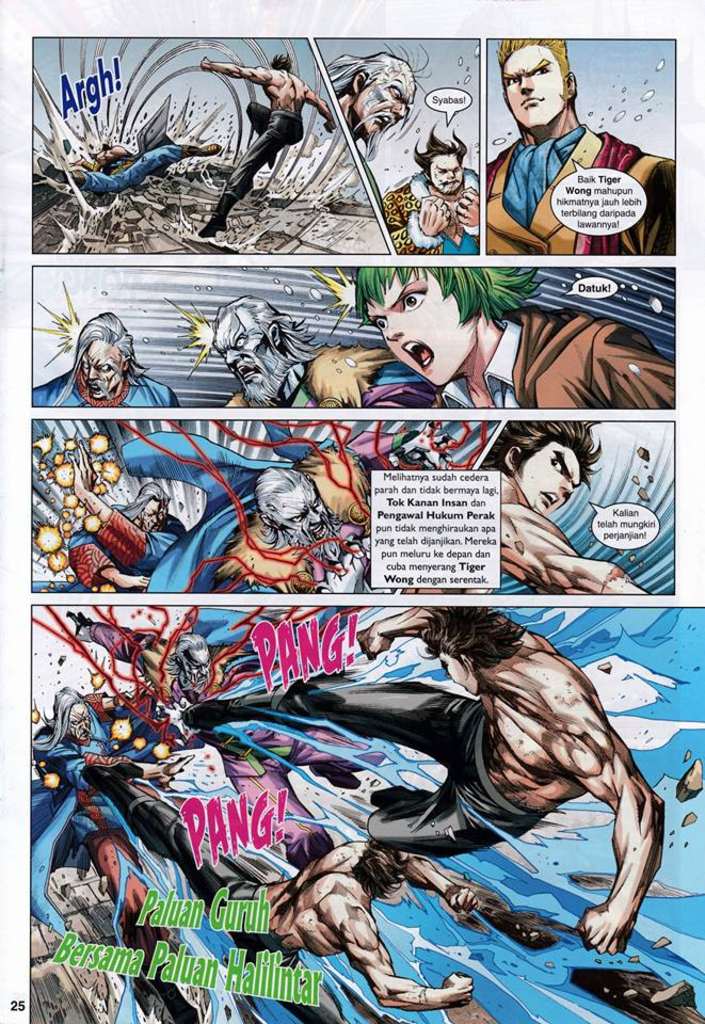 Argh!
Syabas!
Baik Tiger
Wong mahupun
hikmatnya jauh lebih
terbilang daripada
lawannya!
Datuk!
Melihatnya sudah cedera
parah dan tidak bermaya lagi,
Tok Kanan Insan dan
Pengawal Hukum Perak
pun tidak menghiraukan apa
yang telah dijanjikan. Mereka
pun meluru ke depan dan
cuba menyerang Tiger
Wong dengan serentak.
Kalian
telah mungkiri
perjanjian!
PANG!
PANG!
Paluan Guruh
Bersama Paluan Halilintar
25